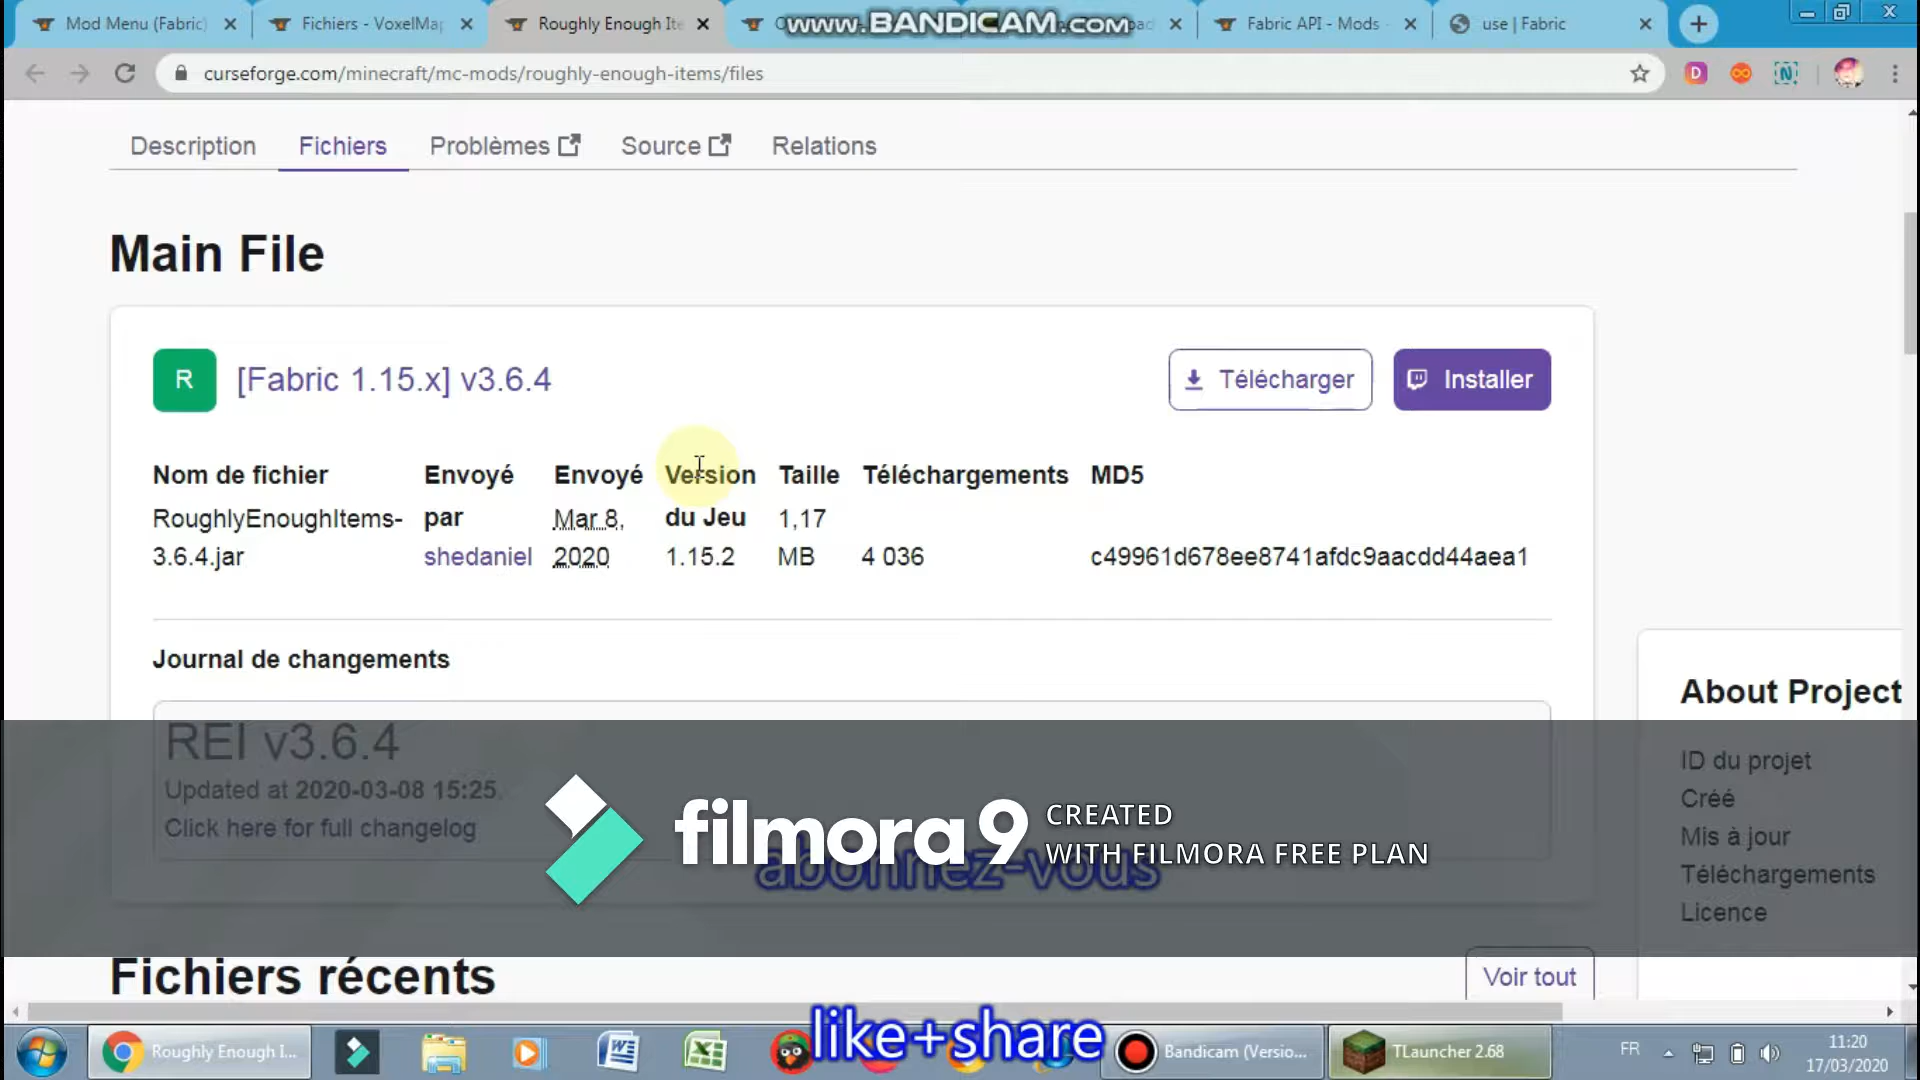 Mod Menu (Fabric)
Fichiers - VoxelMap
Roughly Enough Ite
www.BANDICAM.com
Fabric API - Mods
use | Fabric
curseforge.com/minecraft/mc-mods/roughly-enough-items/files
D
N
Description
Fichiers
Problèmes
Source
Relations
Main File
R
[Fabric 1.15.x] v3.6.4
Télécharger
Installer
Nom de fichier
Envoyé
Envoyé
Version
Taille
Téléchargements
MD5
RoughlyEnoughItems-
par
Mar 8,
du Jeu
1,17
3.6.4.jar
shedaniel
2020
1.15.2
MB
4 036
c49961d678ee8741afdc9aacdd44aea1
Journal de changements
About Project
REI v3.6.4
Updated at 2020-03-08 15:25.
Click here for full changelog
ID du projet
Créé
Mis à jour
Téléchargements
Licence
filmora9
CREATED
WITH FILMORA FREE PLAN
abonnez-vous
Fichiers récents
Voir tout
like+share
Roughly Enough I...
Bandicam (Versio...
TLauncher 2.68
FR
11:20
17/03/2020